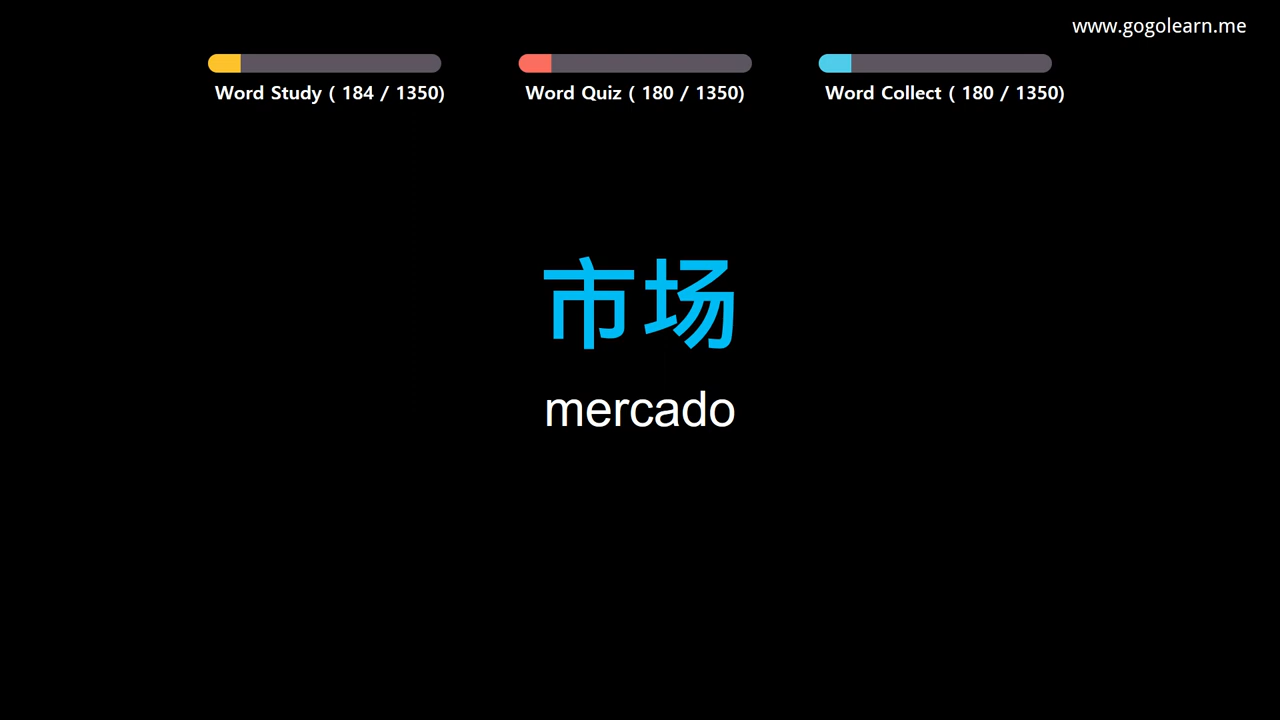 www.gogolearn.me
Word Study ( 184 / 1350)
Word Quiz ( 180 / 1350)
Word Collect ( 180 / 1350)
市场
mercado